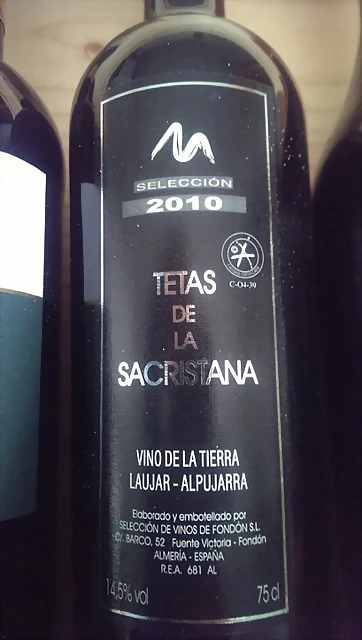 SELECCIÓN
2010
C-O4-39
TETAS
DE
LA
SACRISTANA
VINO DE LA TIERRA
LAUJAR - ALPUJARRA
Elaborado y embotellado por
SELECCIÓN DE VINOS DE FONDÓN S.L.
C/. BARCO, 52 Fuente Victoria - Fondón
ALMERÍA - ESPAÑA
R.E.A. 681 AL
14,5% vol 75 cl